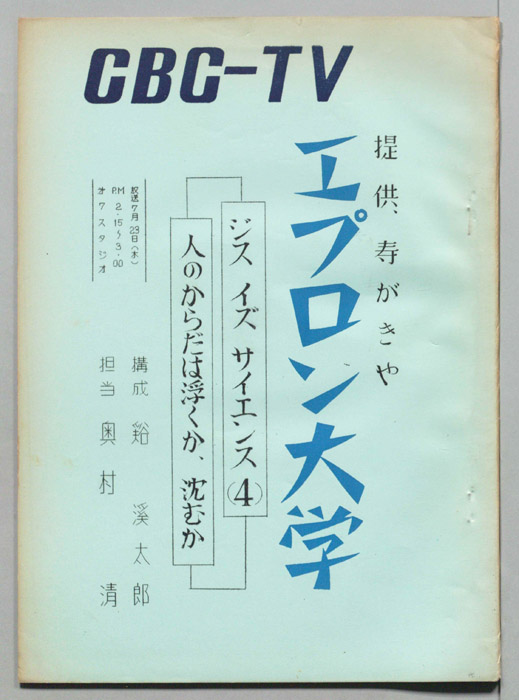 CBC-TV
提供、寿がきや
エプロン大学
ジス イズ サイエンス(4)
人のからだは浮くか、沈むか
放送7月23日(木)
P.M 2.15〜3.00
オクスタジオ
構成 谿 溪太郎
担当 奥村 清